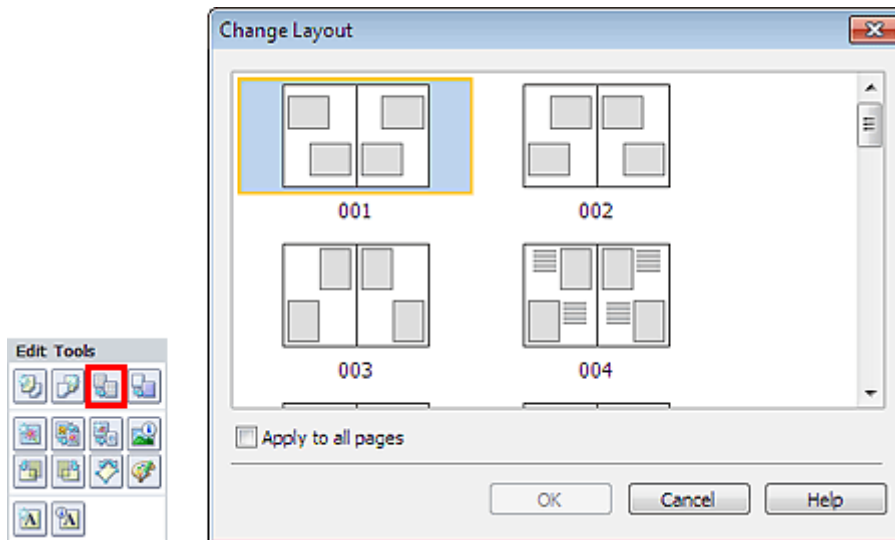 Change Layout
001
002
003
004
Apply to all pages
OK
Cancel
Help
Edit Tools
A
A